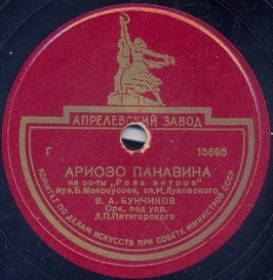 АПРЕЛЕВСКИЙ ЗАВОД
Г 15695
АРИОЗО ПАНАВИНА
из оп-ты „Роза ветров"
муз. Б. Мокроусова, сл. И. Луковского
В. А. БУНЧИКОВ
Орк. под упр.
Л. П. Пятигорского
КОМИТЕТ ПО ДЕЛАМ ИСКУССТВ ПРИ СОВЕТЕ МИНИСТРОВ СССР